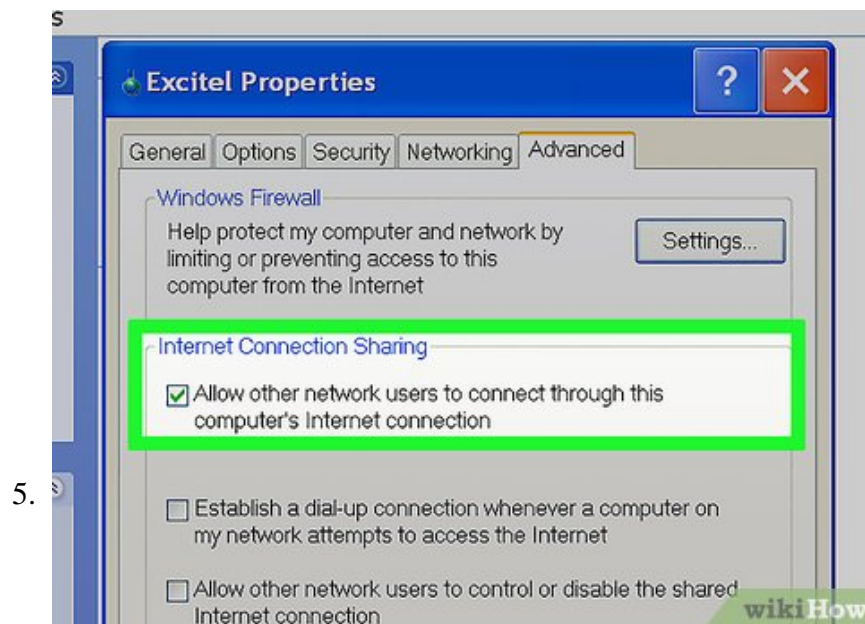 s
Excitel Properties
General Options Security Networking Advanced
Windows Firewall
Help protect my computer and network by
limiting or preventing access to this
computer from the Internet
Settings...
Internet Connection Sharing
Allow other network users to connect through this
computer's Internet connection
5.
Establish a dial-up connection whenever a computer on
my network attempts to access the Internet
Allow other network users to control or disable the shared
Internet connection
wikiHow